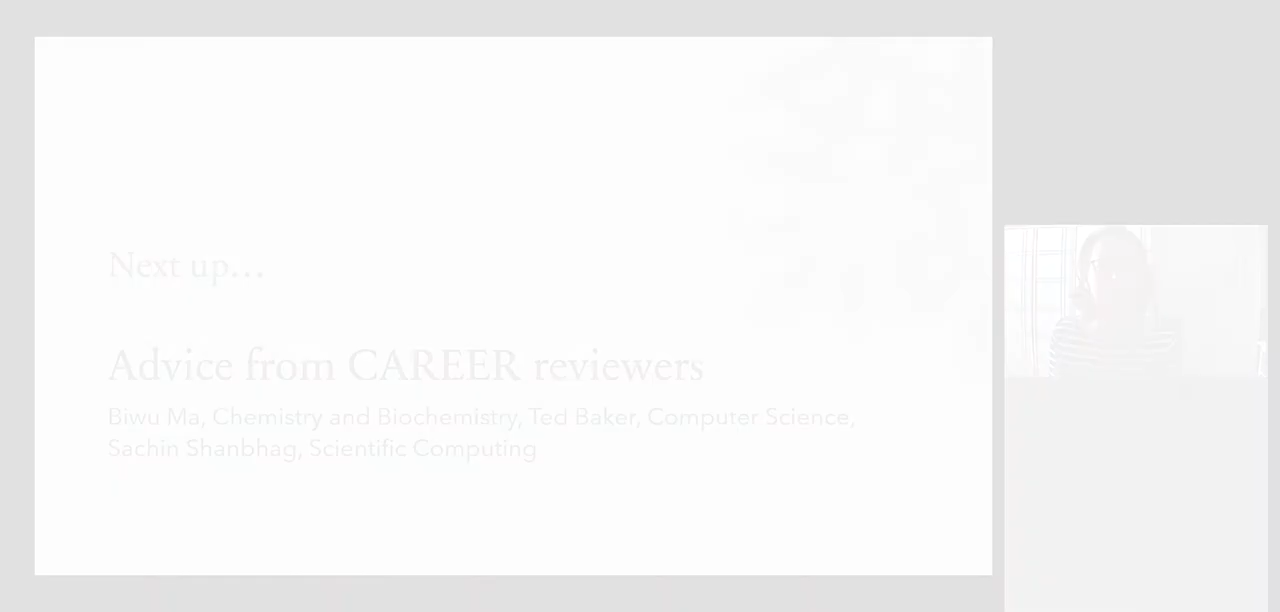 Next up…
Advice from CAREER reviewers
Biwu Ma, Chemistry and Biochemistry, Ted Baker, Computer Science,
Sachin Shanbhag, Scientific Computing